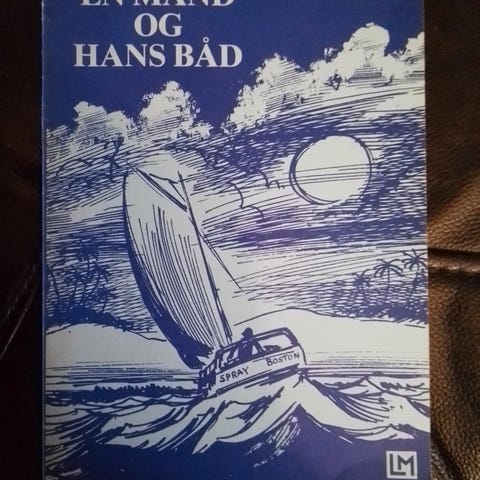 EN MAND
OG
HANS BÅD
SPRAY BOSTON
LM